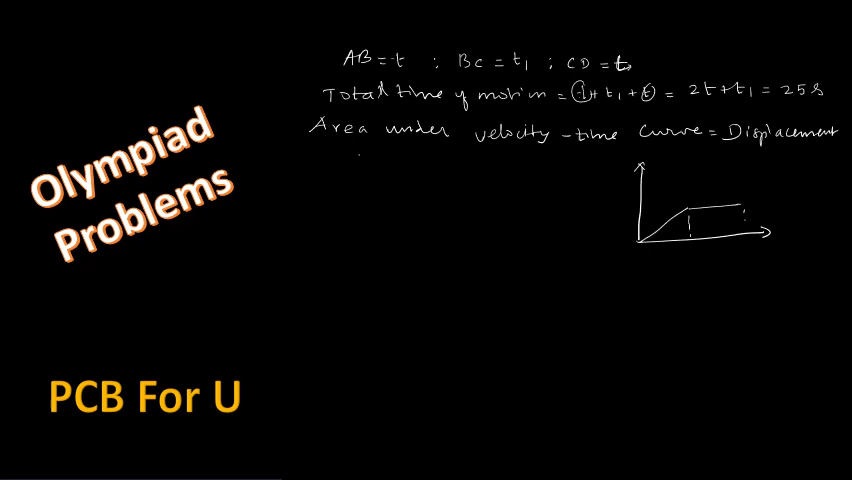 AB = t ; BC = t1 ; CD = t
Total time of motion = t + t1 + t = 2t + t1 = 25s
Area under velocity - time curve = Displacement
Olympiad
Problems
PCB For U